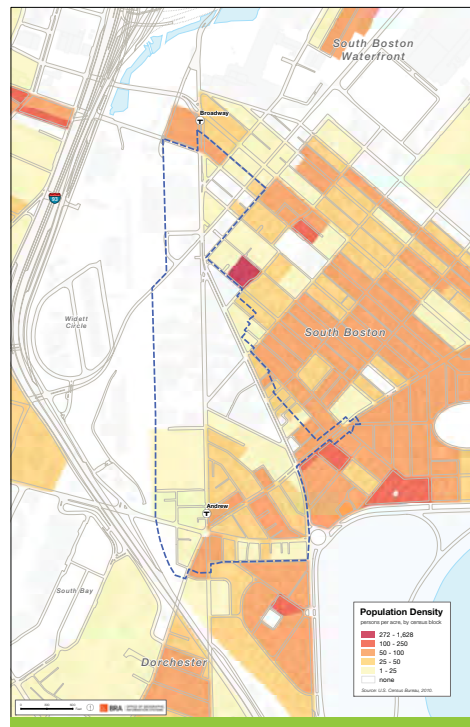 South Boston
Waterfront
Broadway
93
Widett
Circle
South Boston
Andrew
South Bay
Dorchester
Population Density
persons per acre, by census block
272 - 1,628
100 - 250
50 - 100
25 - 50
1 - 25
none
Source: U.S. Census Bureau, 2010
BRA